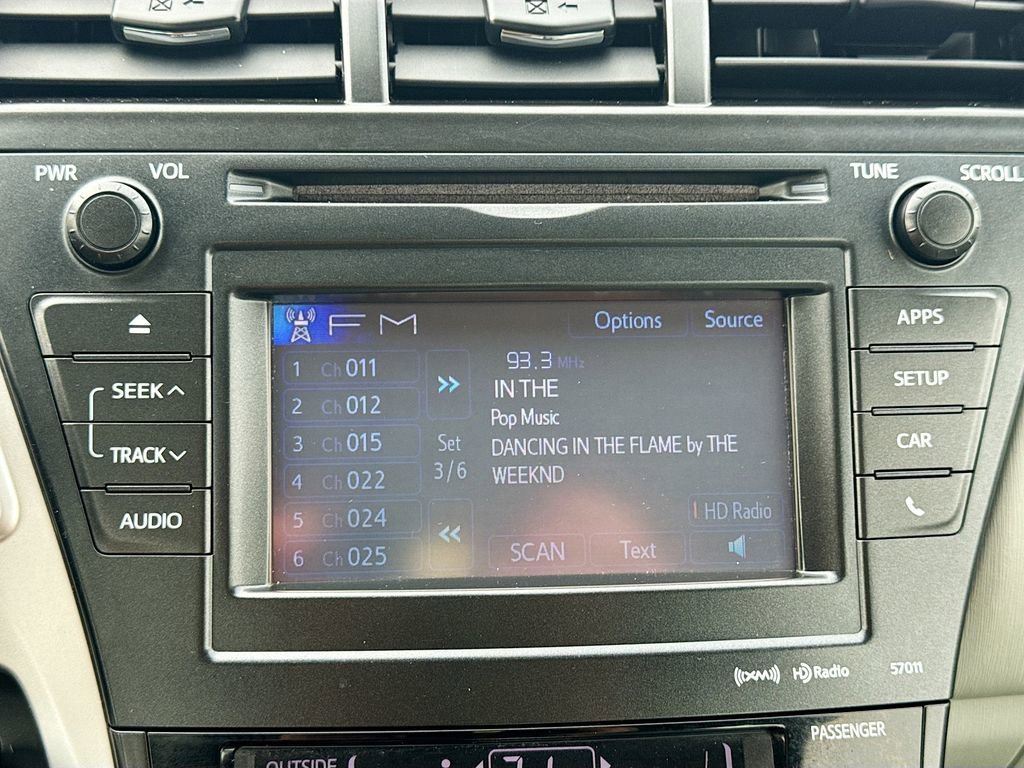 PWR VOL TUNE SCROLL
FM Options Source
1 Ch 011
2 Ch 012
3 Ch 015
4 Ch 022
5 Ch 024
6 Ch 025
Set
3/6
93.3 MHz
IN THE
Pop Music
DANCING IN THE FLAME by THE
WEEKND
HD Radio
SCAN Text
SEEK
TRACK
AUDIO
APPS
SETUP
CAR
((XM)) HD Radio 57011
PASSENGER
OUTSIDE